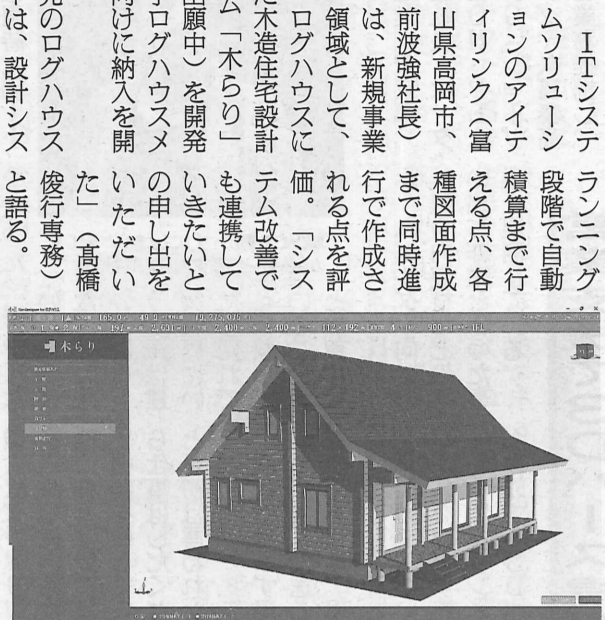 ITシステ
ムソリューシ
ョンのアイテ
ィリンク(富
山県高岡市、
前波強社長)
は、新規事業
領域として、
ログハウスに
た木造住宅設計
ム「木らり」
出願中)を開発
ログハウスメ
向けに納入を開
のログハウス
は、設計シス
ランニング
段階で自動
積算まで行
える点、各
種図面作成
まで同時進
行で作成さ
れる点を評
価。「シス
テム改善で
も連携して
いきたいと
の申し出を
いただい
た」(髙橋
俊行専務)
と語る。
木らり